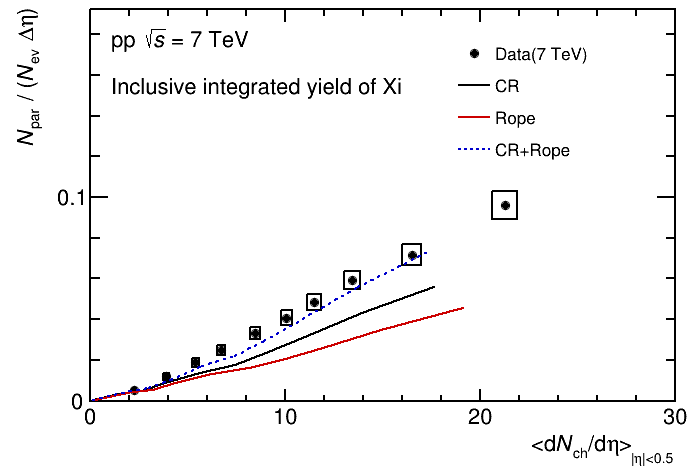 N_par / (N_ev Δη)
pp √s = 7 TeV
Inclusive integrated yield of Xi
Data(7 TeV)
CR
Rope
CR+Rope
0.1
0
0 10 20 30
<dN_ch/dη>_|η|<0.5